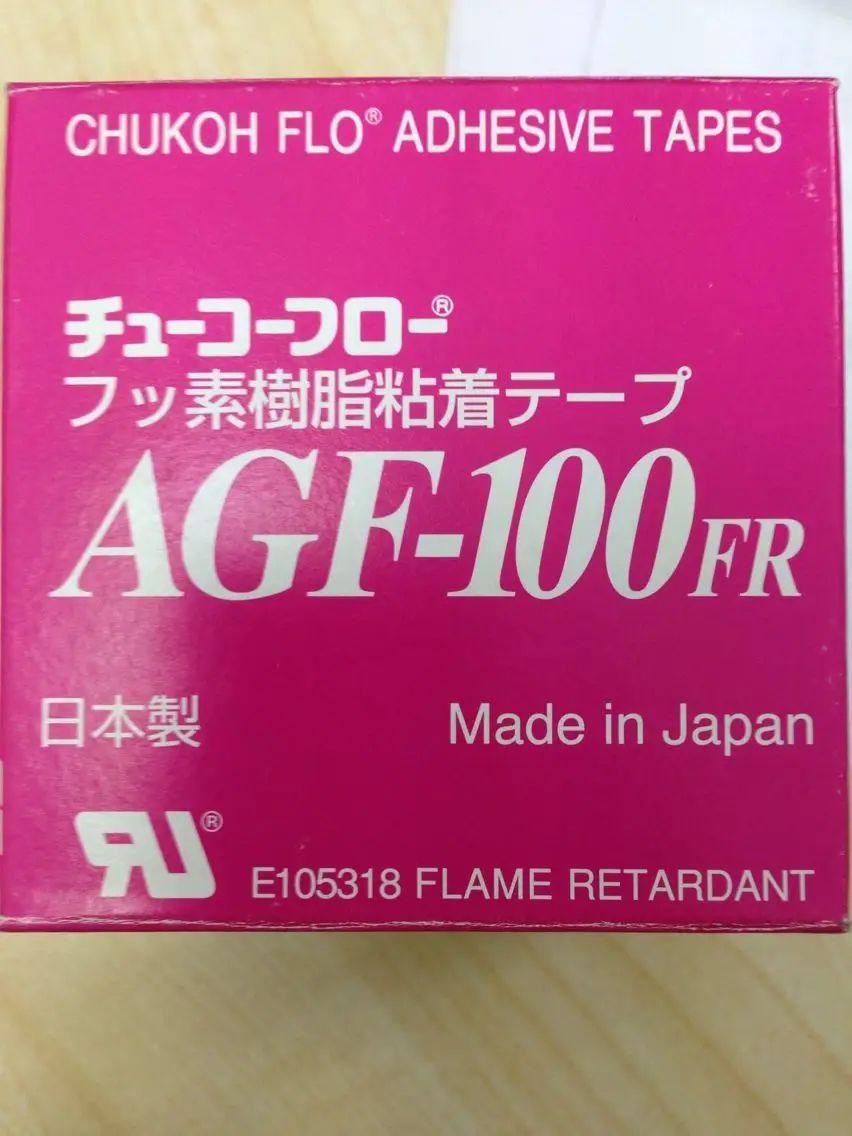 CHUKOH FLO® ADHESIVE TAPES
チューコーフロー®
フッ素樹脂粘着テープ
AGF-100FR
日本製 Made in Japan
RU® E105318 FLAME RETARDANT